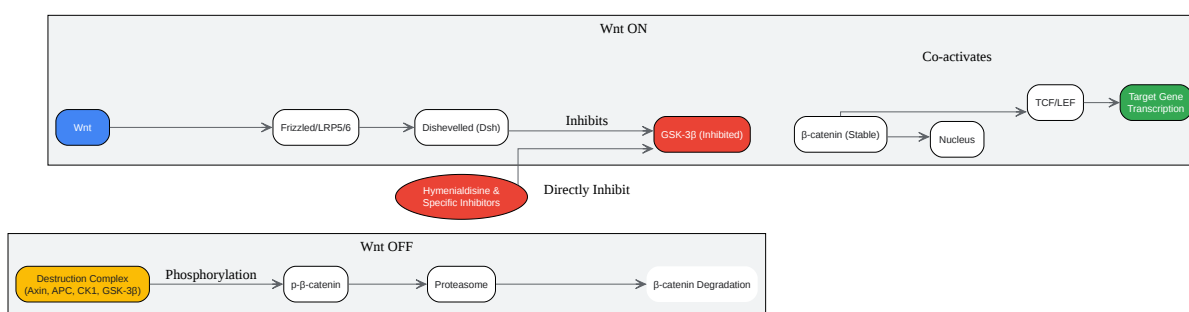 Wnt ON
Co-activates
Wnt
Frizzled/LRP5/6
Dishevelled (Dsh)
Inhibits
GSK-3β (Inhibited)
β-catenin (Stable)
Nucleus
TCF/LEF
Target Gene
Transcription
Hymenialdisine &
Specific Inhibitors
Directly Inhibit
Wnt OFF
Destruction Complex
(Axin, APC, CK1, GSK-3β)
Phosphorylation
p-β-catenin
Proteasome
β-catenin Degradation